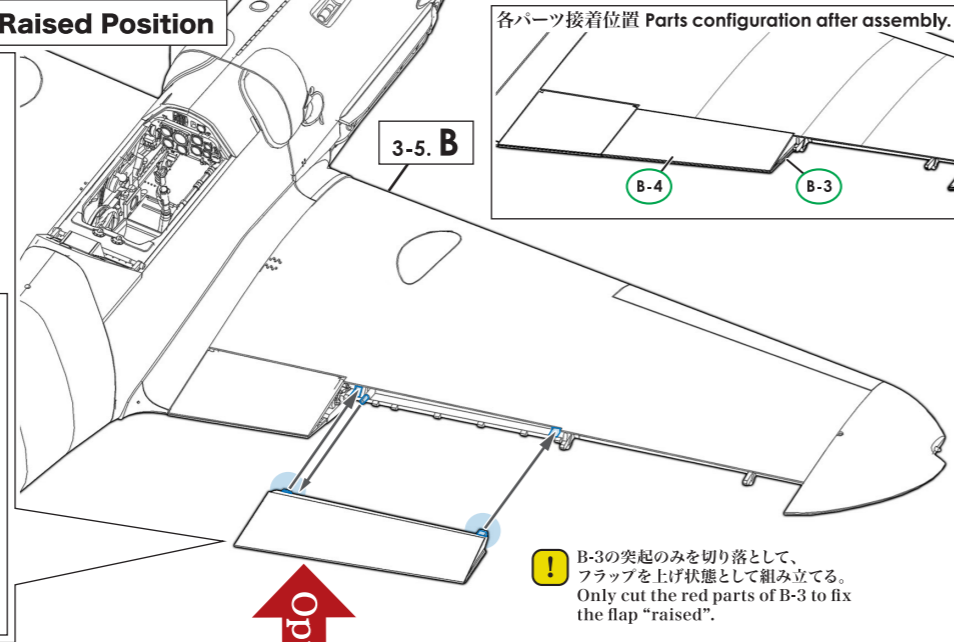 Raised Position
各パーツ接着位置 Parts configuration after assembly.
3-5. B
B-4
B-3
! B-3の突起のみを切り落として、
フラップを上げ状態として組み立てる。
Only cut the red parts of B-3 to fix
the flap “raised”.
Op